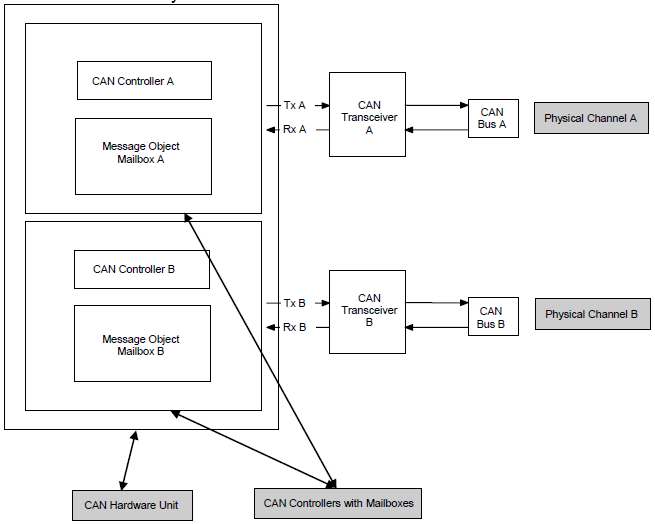 CAN Controller A
Message Object
Mailbox A
Tx A
Rx A
CAN
Transceiver
A
CAN
Bus A
Physical Channel A
CAN Controller B
Message Object
Mailbox B
Tx B
Rx B
CAN
Transceiver
B
CAN
Bus B
Physical Channel B
CAN Hardware Unit
CAN Controllers with Mailboxes